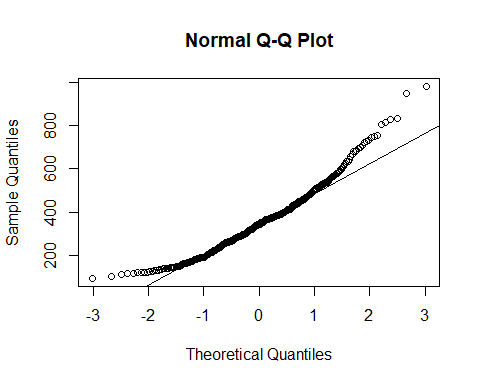 Normal Q-Q Plot
Sample Quantiles
800
600
400
200
-3 -2 -1 0 1 2 3
Theoretical Quantiles